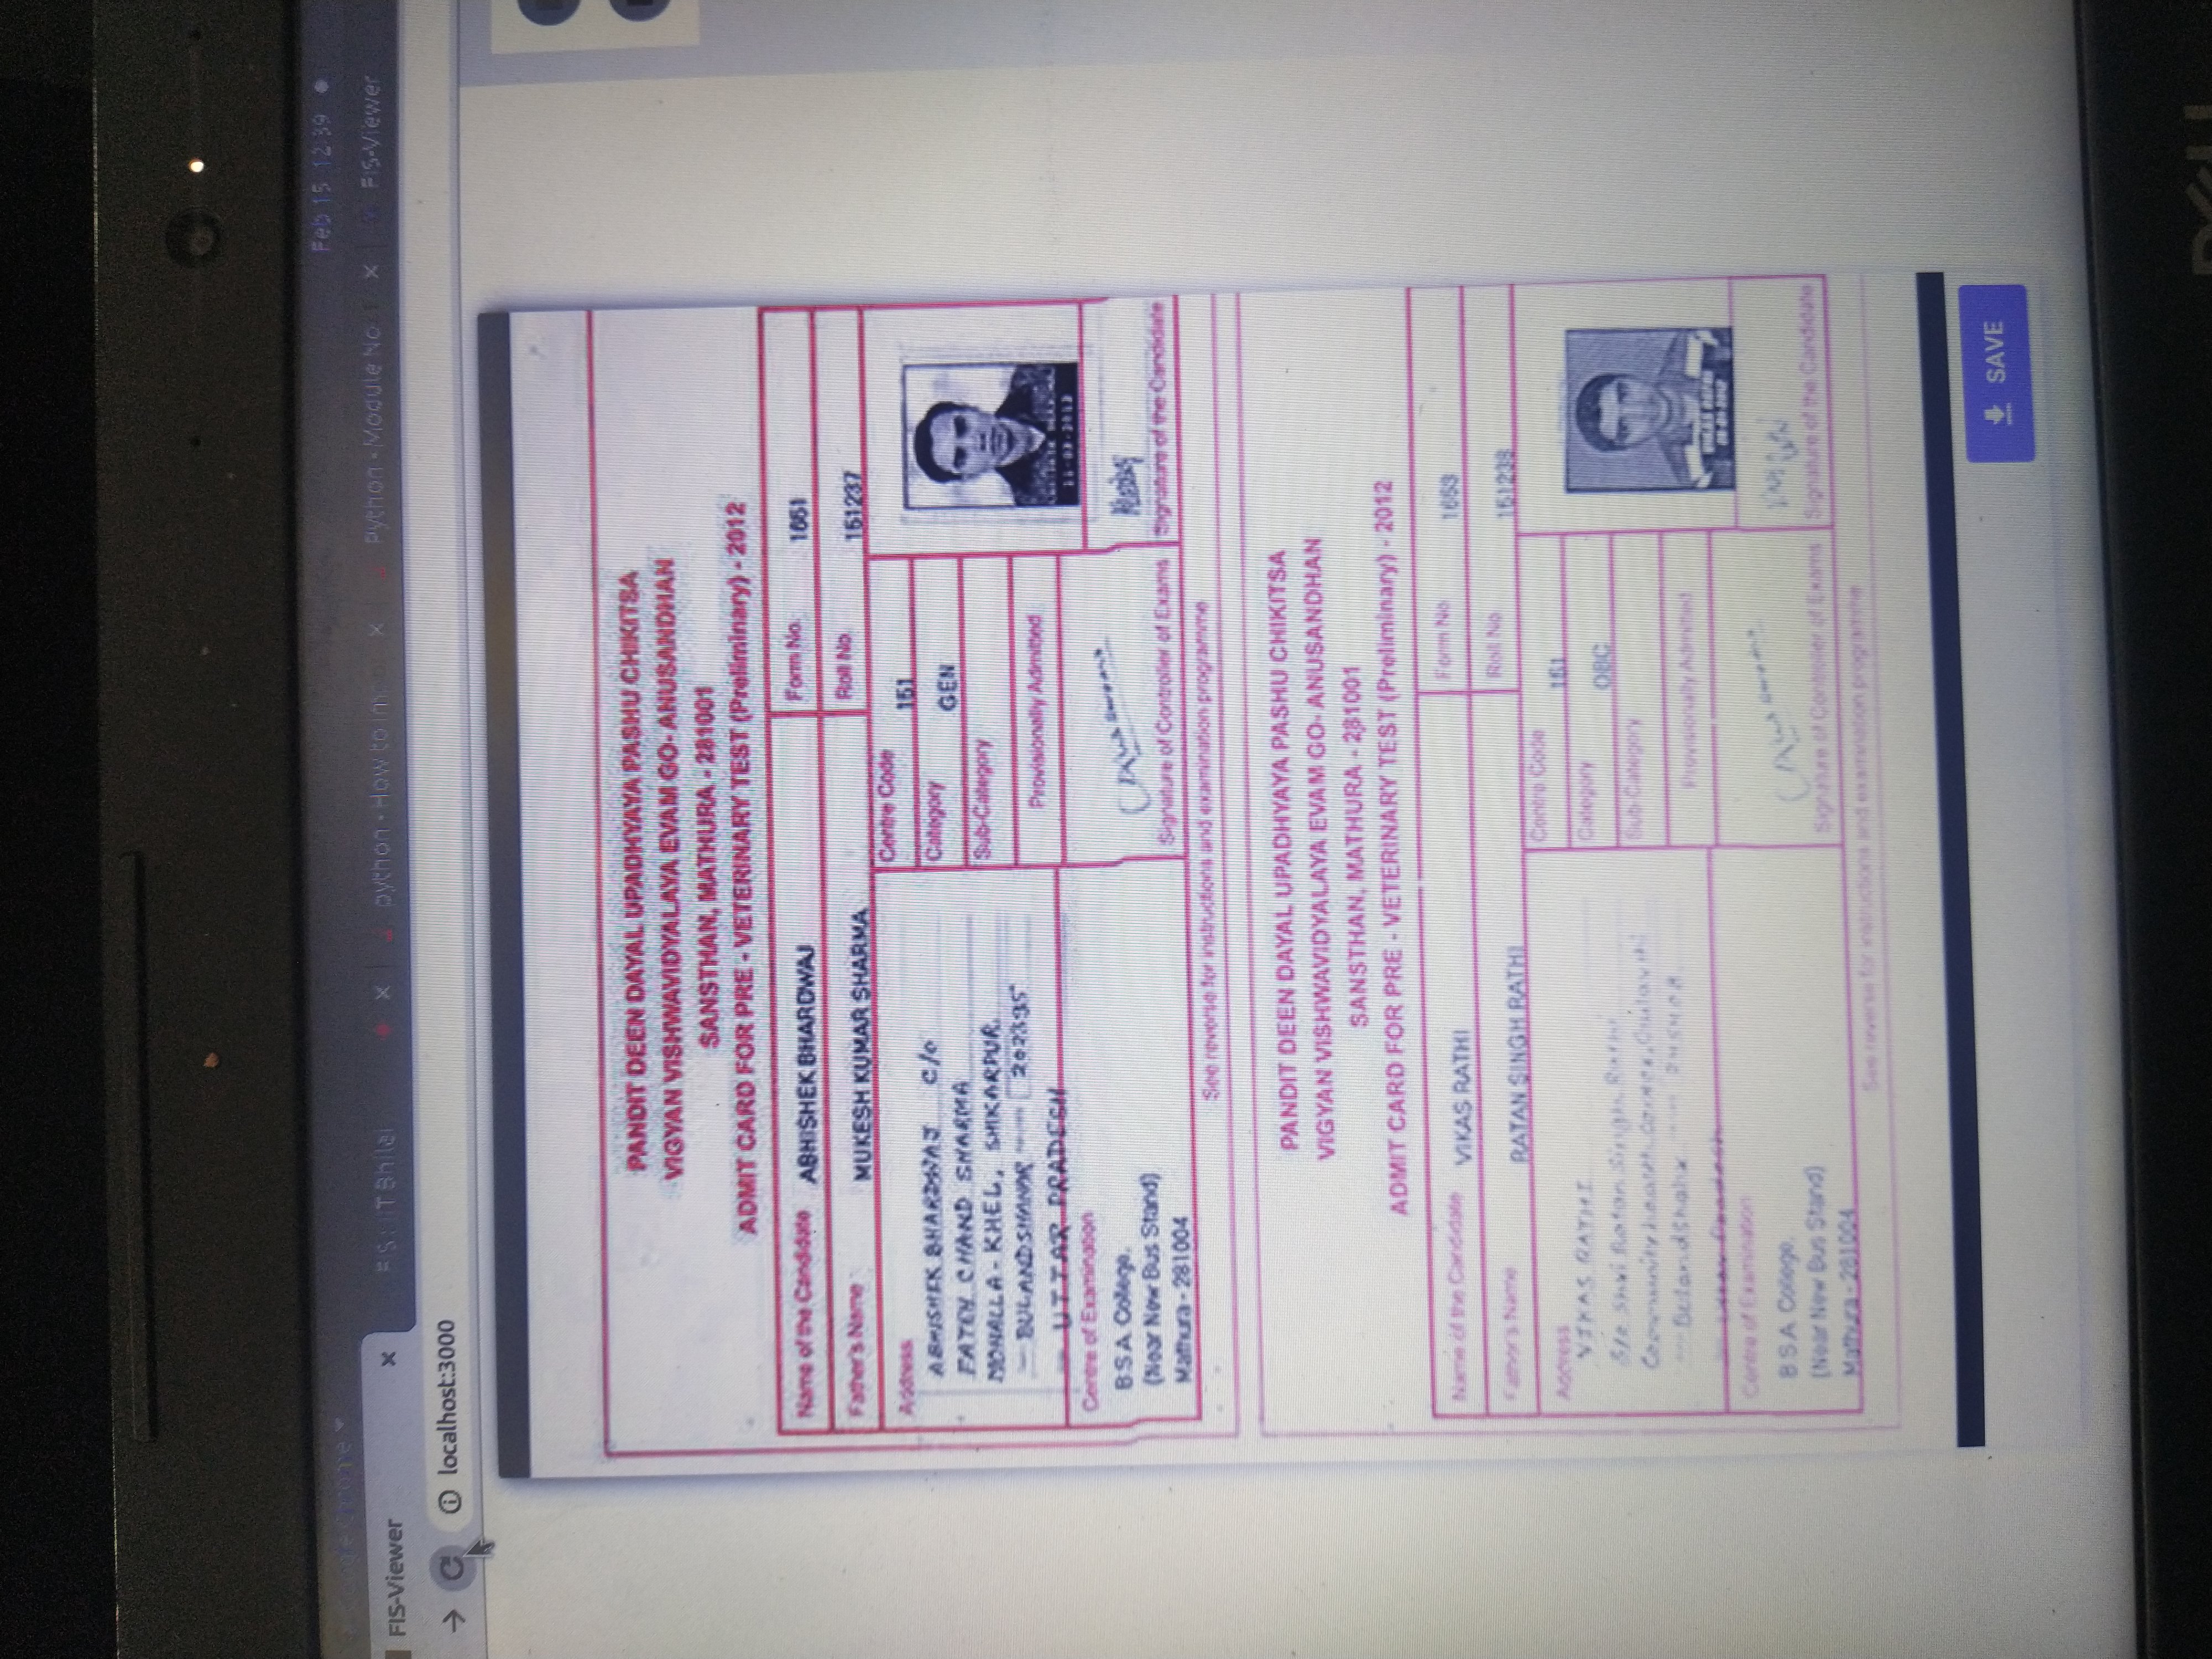 Google Chrome
Feb 15 12:39
FIS-Viewer
FIS : IIT Bhilai
python - How to im
Python - Module No
FIS-Viewer
localhost:3000
PANDIT DEEN DAYAL UPADHYAYA PASHU CHIKITSA
VIGYAN VISHWAVIDYALAYA EVAM GO- ANUSANDHAN
SANSTHAN, MATHURA - 281001
ADMIT CARD FOR PRE - VETERINARY TEST (Preliminary) - 2012
Name of the Candidate ABHISHEK BHARDWAJ Form No. 1651
Father's Name MUKESH KUMAR SHARMA Roll No. 151237
Address
ABHISHEK BHARDWAJ C/o
FATEH CHAND SHARMA
MOHALLA - KHEL, SHIKARPUR.
BULANDSHAHR
UTTAR PRADESH
Centre Code 151
Category GEN
Sub-Category
Provisionally Admitted
11-03-2012
Centre of Examination
B.S.A. College,
(Near New Bus Stand)
Mathura - 281004
Signature of Controller of Exams
Signature of the Candidate
See reverse for instructions and examination programme
PANDIT DEEN DAYAL UPADHYAYA PASHU CHIKITSA
VIGYAN VISHWAVIDYALAYA EVAM GO- ANUSANDHAN
SANSTHAN, MATHURA - 281001
ADMIT CARD FOR PRE - VETERINARY TEST (Preliminary) - 2012
Name of the Candidate VIKAS RATHI Form No. 1653
Father's Name RATAN SINGH RATHI Roll No. 151238
Address
VIKAS RATHI
S/o Shri Ratan Singh Rathi
Community health Centre, Gulavthi
Bulandshahr 245408
Uttar Pradesh
Centre Code 151
Category OBC
Sub-Category
Provisionally Admitted
VIKAS RATHI
Centre of Examination
B.S.A. College,
(Near New Bus Stand)
Mathura - 281004
Signature of Controller of Exams
Signature of the Candidate
See reverse for instructions and examination programme
SAVE
DELL